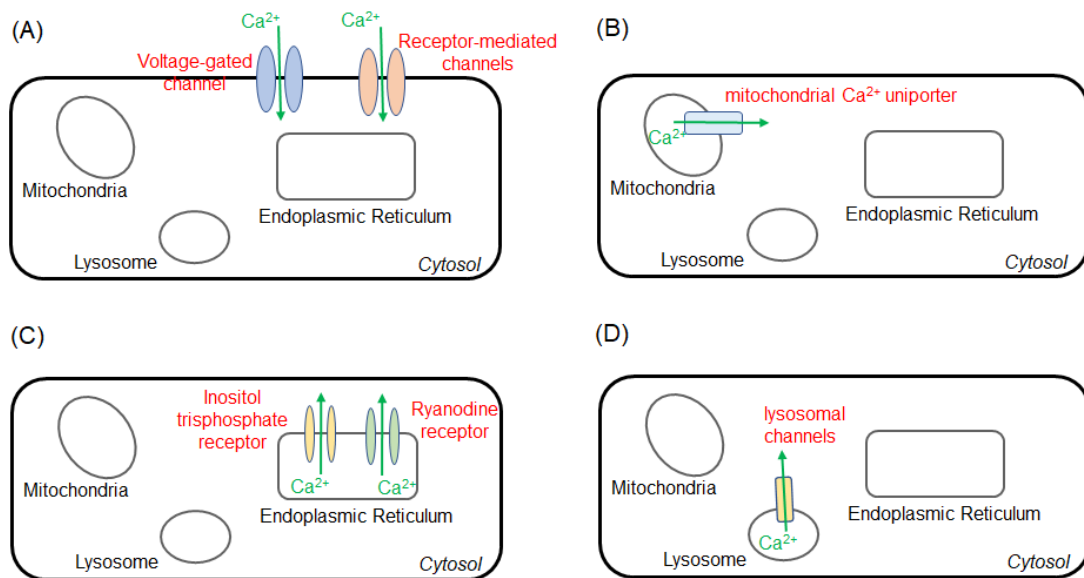 (A)
Ca²⁺
Ca²⁺
Voltage-gated
channel
Receptor-mediated
channels
Mitochondria
Endoplasmic Reticulum
Lysosome
Cytosol
(B)
mitochondrial Ca²⁺ uniporter
Ca²⁺
Mitochondria
Endoplasmic Reticulum
Lysosome
Cytosol
(C)
Inositol
trisphosphate
receptor
Ryanodine
receptor
Ca²⁺
Ca²⁺
Mitochondria
Endoplasmic Reticulum
Lysosome
Cytosol
(D)
lysosomal
channels
Mitochondria
Endoplasmic Reticulum
Ca²⁺
Lysosome
Cytosol